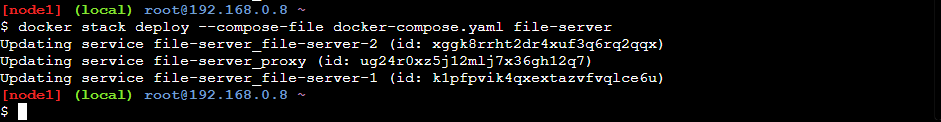 [node1] (local) root@192.168.0.8 ~
$ docker stack deploy --compose-file docker-compose.yaml file-server
Updating service file-server_file-server-2 (id: xggk8rrht2dr4xuf3q6rq2qqx)
Updating service file-server_proxy (id: ug24r0xz5j12mlj7x36gh12q7)
Updating service file-server_file-server-1 (id: k1pfpvik4qxextazvfvqlce6u)
[node1] (local) root@192.168.0.8 ~
$